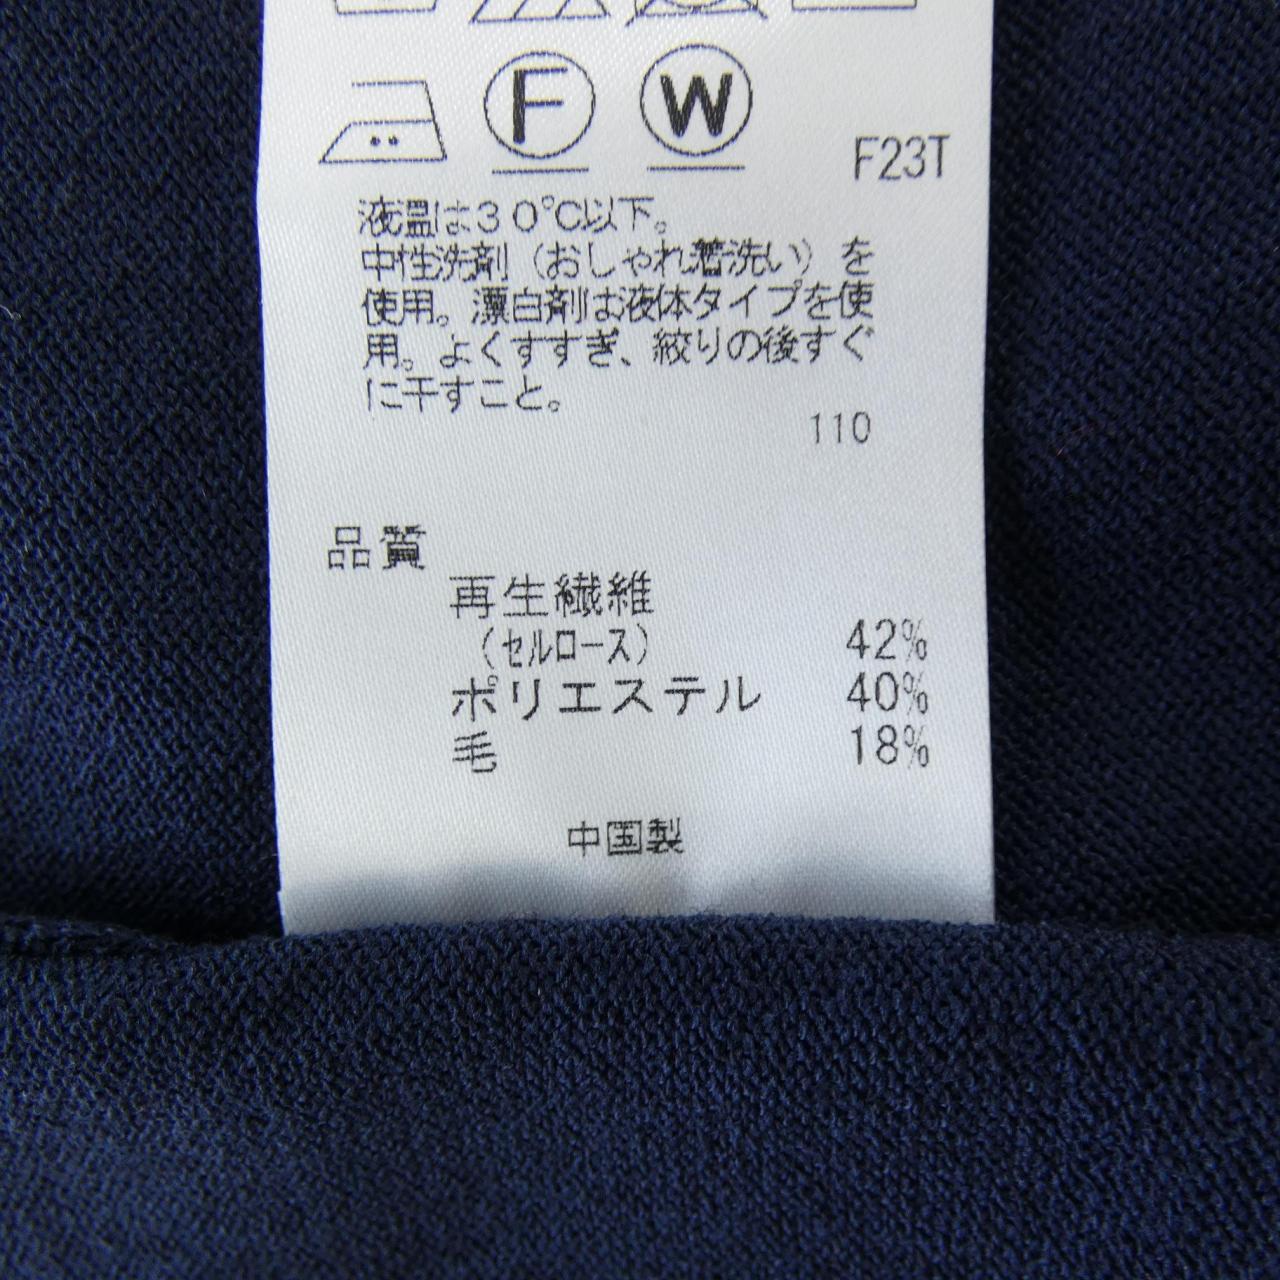 F W
F23T
液温は30℃以下。
中性洗剤(おしゃれ着洗い)を
使用。漂白剤は液体タイプを使
用。よくすすぎ、絞りの後すぐ
に干すこと。
110
品質
再生繊維
(セルロース) 42%
ポリエステル 40%
毛 18%
中国製